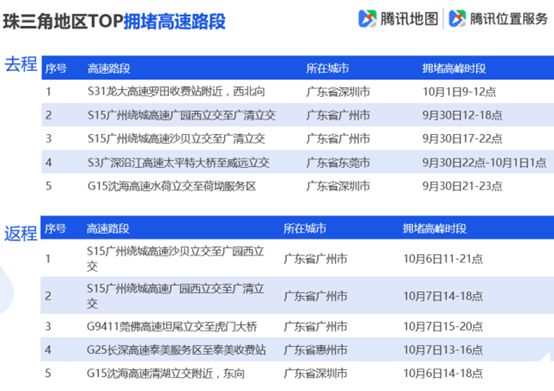 珠三角地区TOP拥堵高速路段
腾讯地图 腾讯位置服务
去程
序号 高速路段 所在城市 拥堵高峰时段
1 S31龙大高速罗田收费站附近，西北向 广东省深圳市 10月1日9-12点
2 S15广州绕城高速广园西立交至广清立交 广东省广州市 9月30日12-18点
3 S15广州绕城高速沙贝立交至广清立交 广东省广州市 9月30日17-22点
4 S3广深沿江高速太平特大桥至威远立交 广东省东莞市 9月30日22点-10月1日1点
5 G15沈海高速水荷立交至荷坳服务区 广东省深圳市 9月30日21-23点
返程
序号 高速路段 所在城市 拥堵高峰时段
1 S15广州绕城高速沙贝立交至广园西立 广东省广州市 10月6日11-21点
交
2 S15广州绕城高速广园西立交至广清立 广东省广州市 10月7日14-18点
交
3 G9411莞佛高速坦尾立交至虎门大桥 广东省广州市 10月7日15-20点
4 G25长深高速泰美服务区至泰美收费站 广东省惠州市 10月7日13-16点
5 G15沈海高速清湖立交附近，东向 广东省深圳市 10月6日14-18点